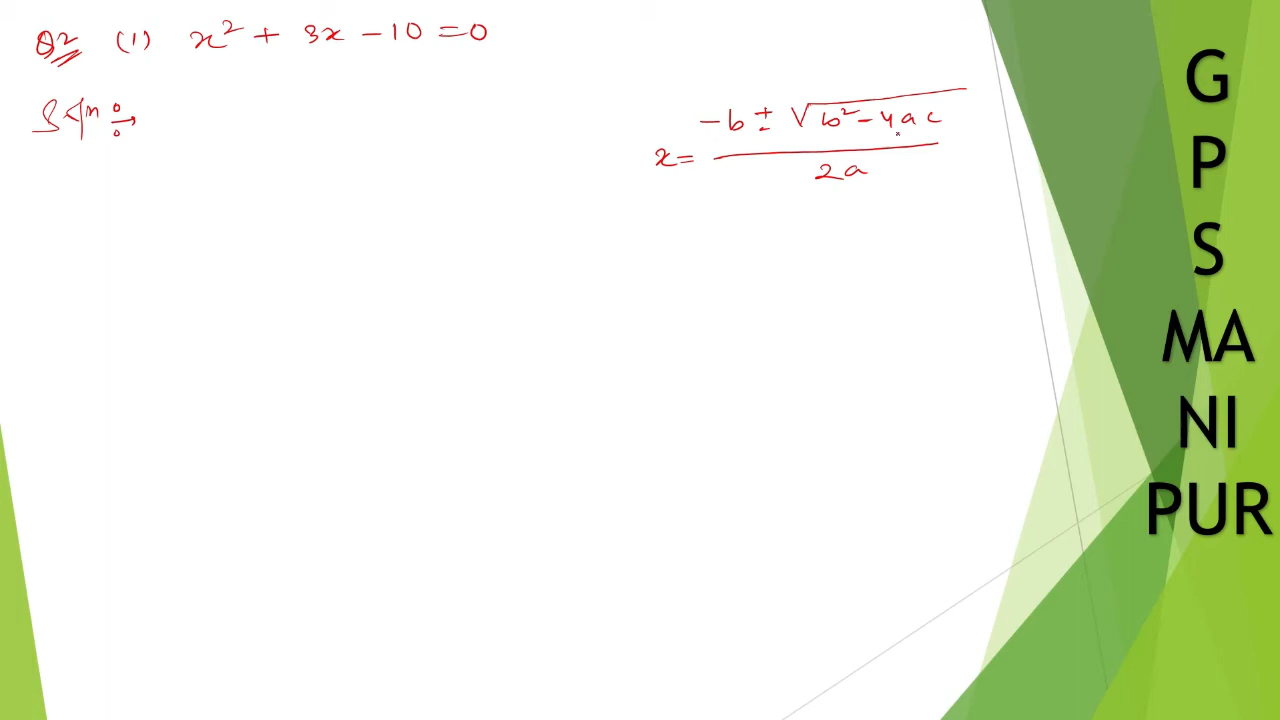 Q2 (1) x² + 3x - 10 = 0
Solⁿ :→
x = -b ± √b² - 4ac / 2a
G
P
S
MA
NI
PUR